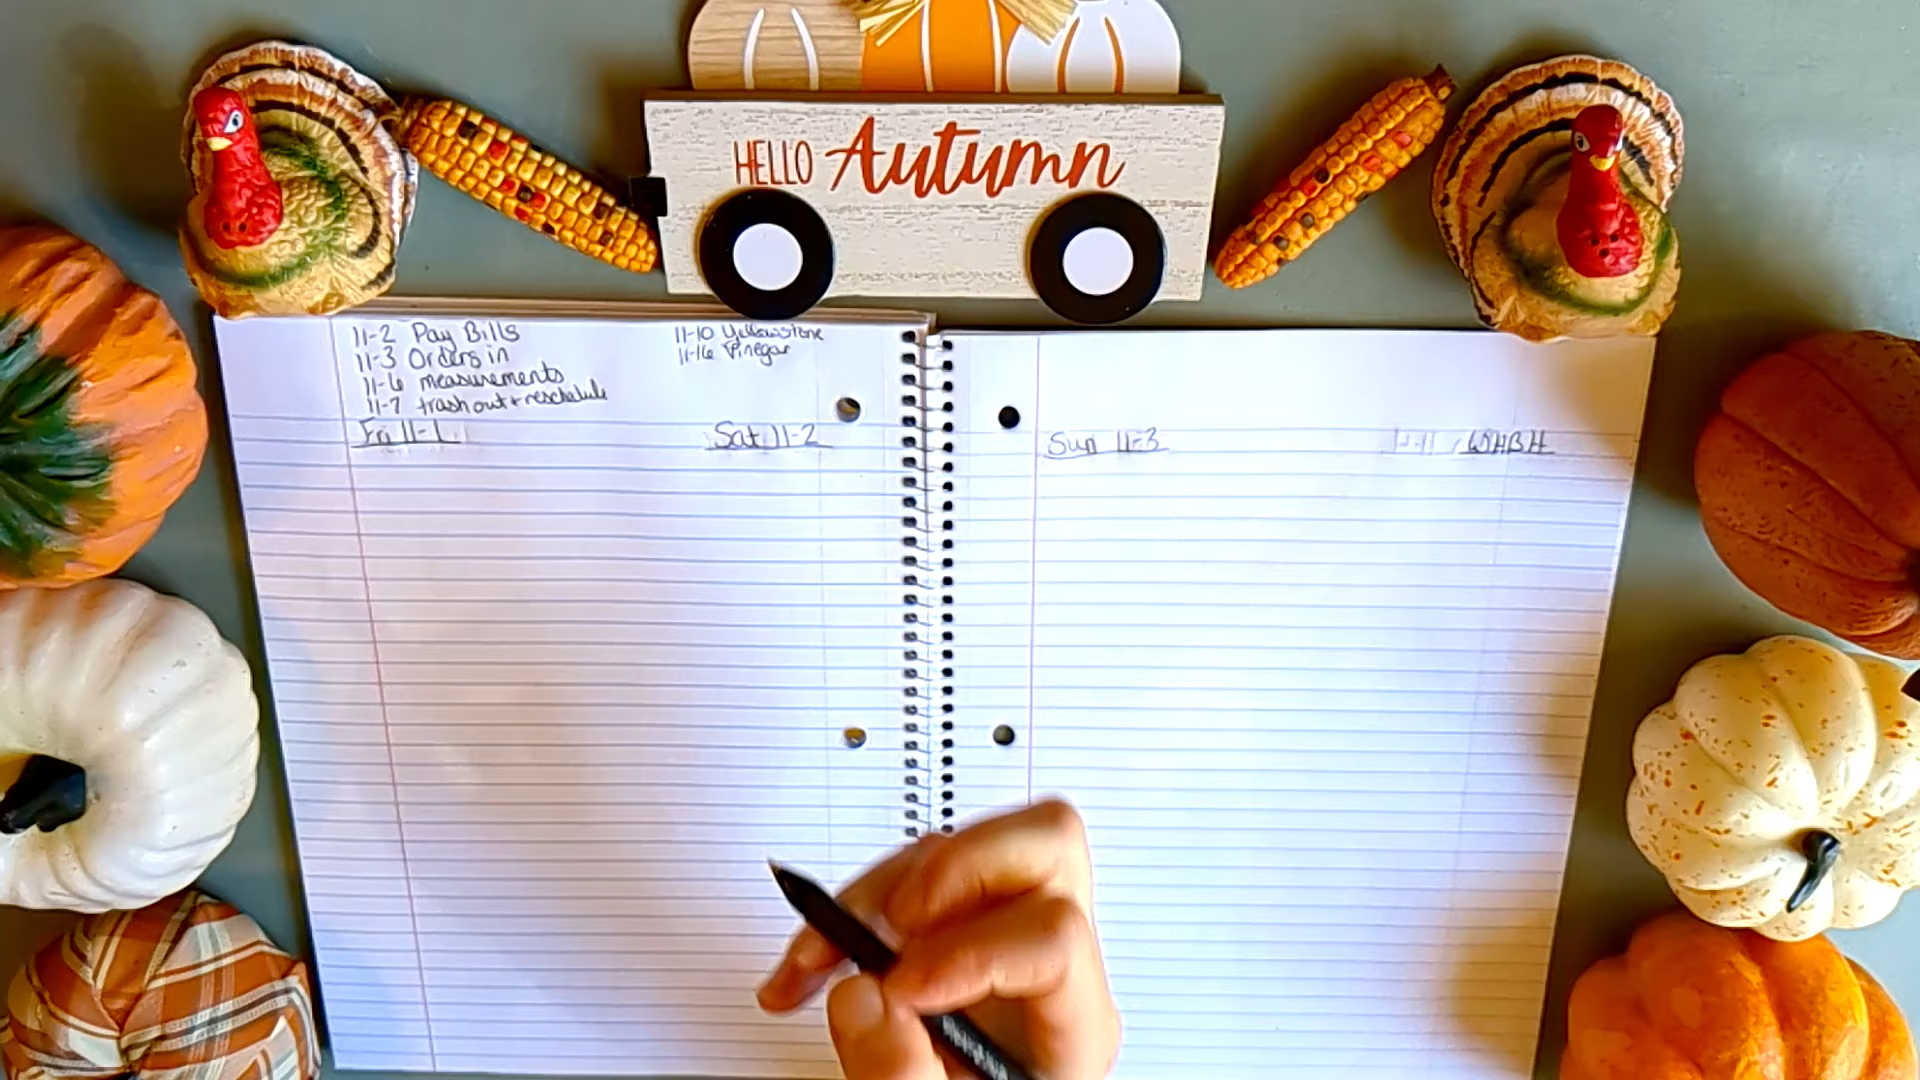 HELLO Autumn
11-2 Pay Bills
11-3 Orders in
11-6 measurements
11-7 trash out + reschedule
11-10 Yellowstone
11-16 Vinegar
Fri 11-1
Sat 11-2
Sun 11-3
WHBH